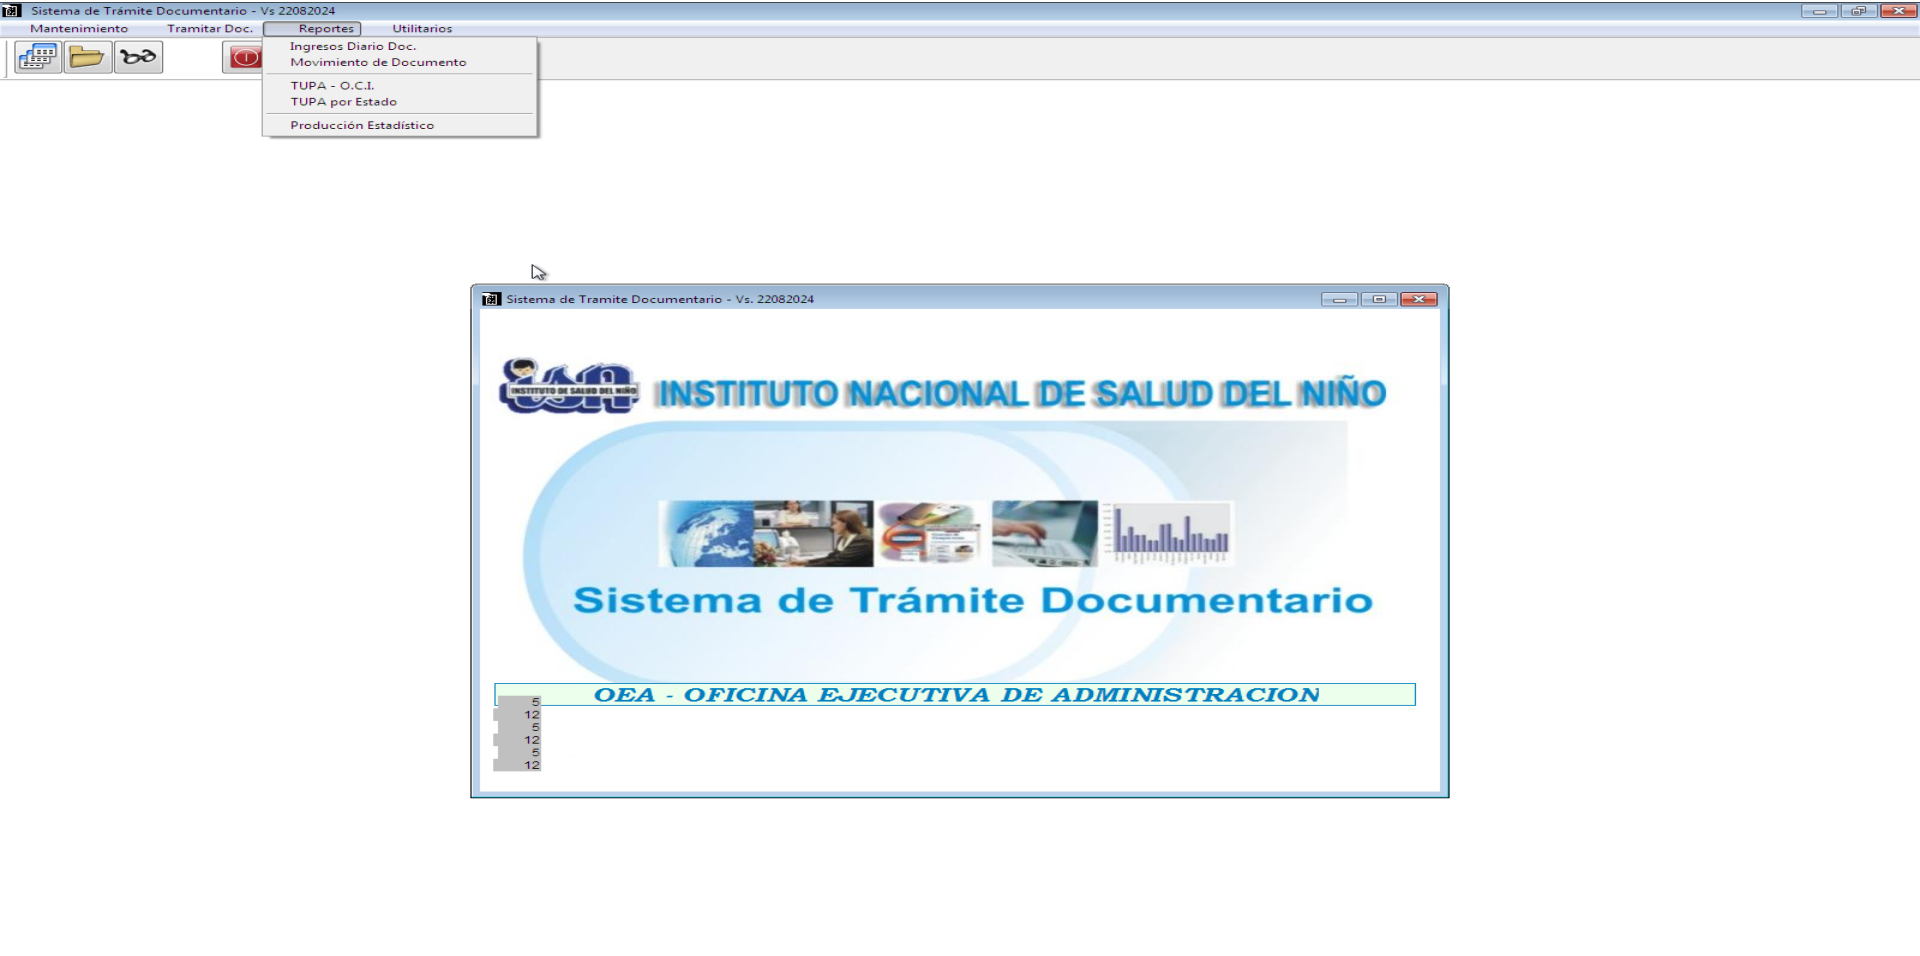 Sistema de Trámite Documentario - Vs 22082024
Mantenimiento Tramitar Doc. Reportes Utilitarios
Ingresos Diario Doc.
Movimiento de Documento
TUPA - O.C.I.
TUPA por Estado
Producción Estadístico
Sistema de Tramite Documentario - Vs. 22082024
INSTITUTO DE SALUD DEL NIÑO
INSTITUTO NACIONAL DE SALUD DEL NIÑO
Sistema de Trámite Documentario
OEA - OFICINA EJECUTIVA DE ADMINISTRACION
5
12
5
12
5
12